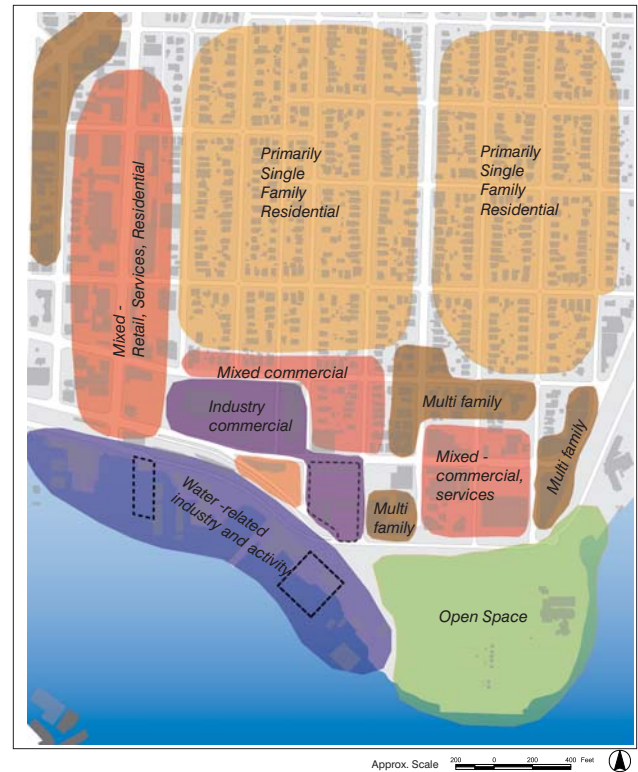 Primarily
Single
Family
Residential
Primarily
Single
Family
Residential
Mixed -
Retail, Services, Residential
Mixed commercial
Industry
commercial
Multi family
Mixed -
commercial,
services
Multi family
Multi
family
Water -related
industry and activity
Open Space
Approx. Scale
200 0 200 400 Feet